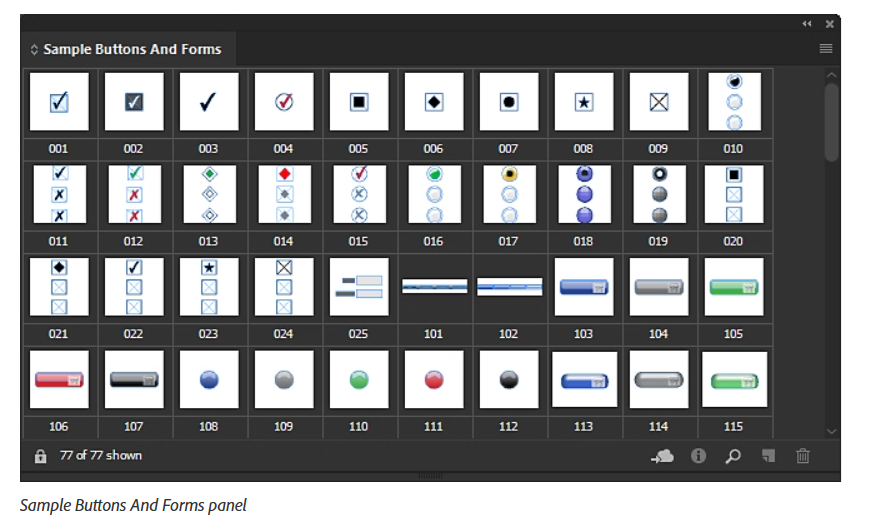 Sample Buttons And Forms
001 002 003 004 005 006 007 008 009 010
011 012 013 014 015 016 017 018 019 020
021 022 023 024 025 101 102 103 104 105
106 107 108 109 110 111 112 113 114 115
77 of 77 shown
Sample Buttons And Forms panel